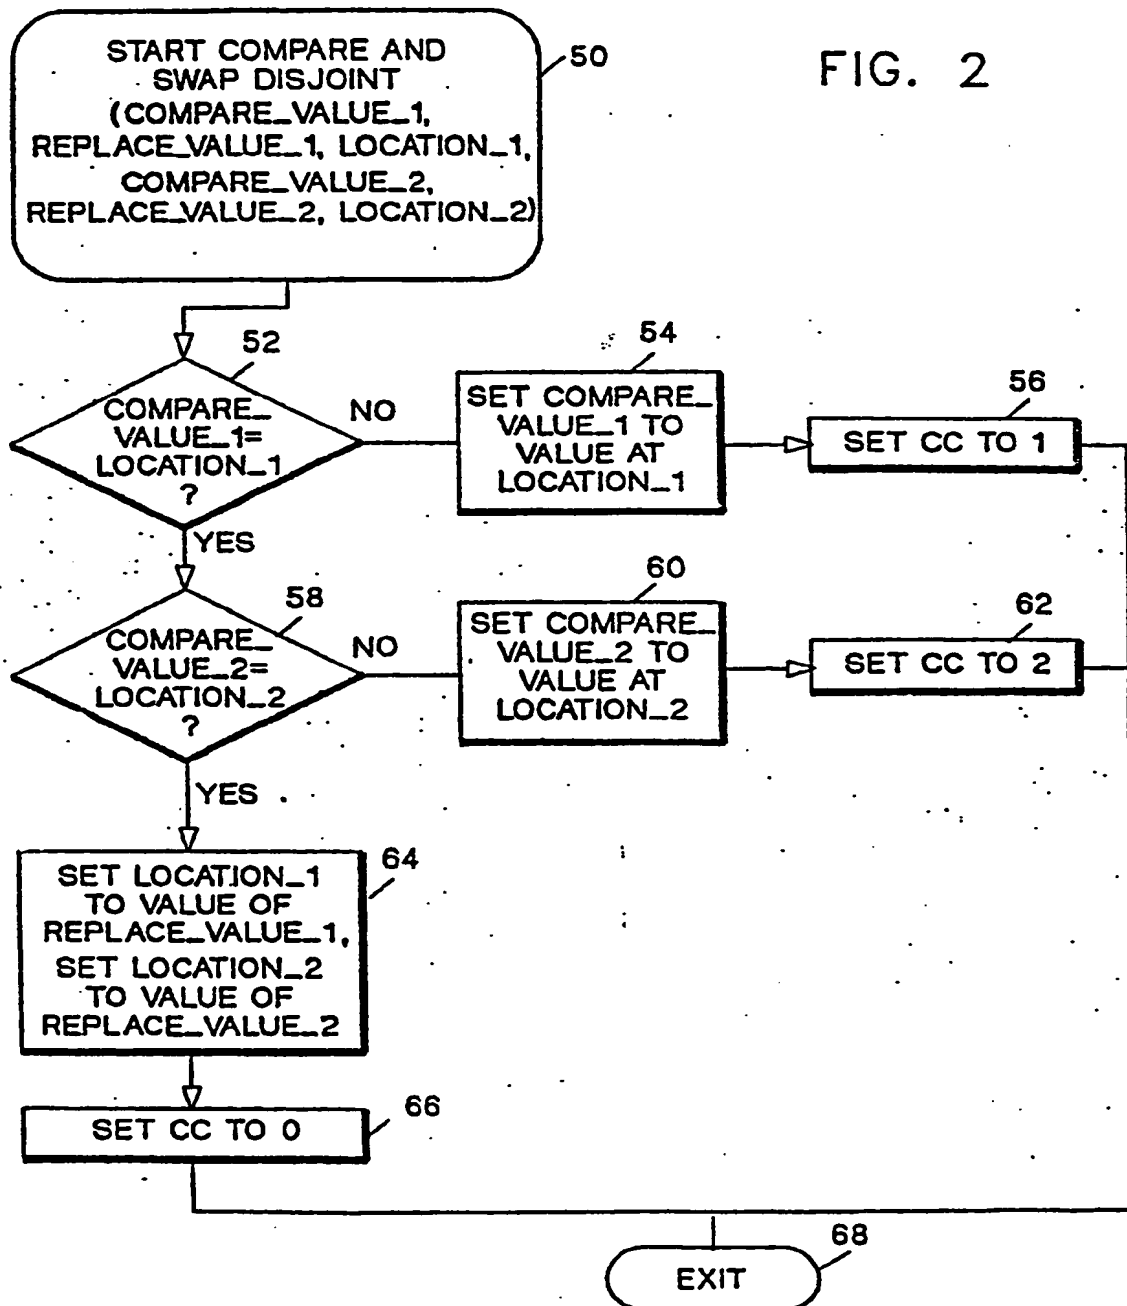 START COMPARE AND
SWAP DISJOINT
(COMPARE_VALUE_1,
REPLACE_VALUE_1, LOCATION_1,
COMPARE_VALUE_2,
REPLACE_VALUE_2, LOCATION_2)
50
FIG. 2
52
COMPARE_
VALUE_1=
LOCATION_1
?
NO
YES
54
SET COMPARE_
VALUE_1 TO
VALUE AT
LOCATION_1
56
SET CC TO 1
58
COMPARE_
VALUE_2=
LOCATION_2
?
NO
YES
60
SET COMPARE_
VALUE_2 TO
VALUE AT
LOCATION_2
62
SET CC TO 2
64
SET LOCATION_1
TO VALUE OF
REPLACE_VALUE_1,
SET LOCATION_2
TO VALUE OF
REPLACE_VALUE_2
66
SET CC TO 0
68
EXIT